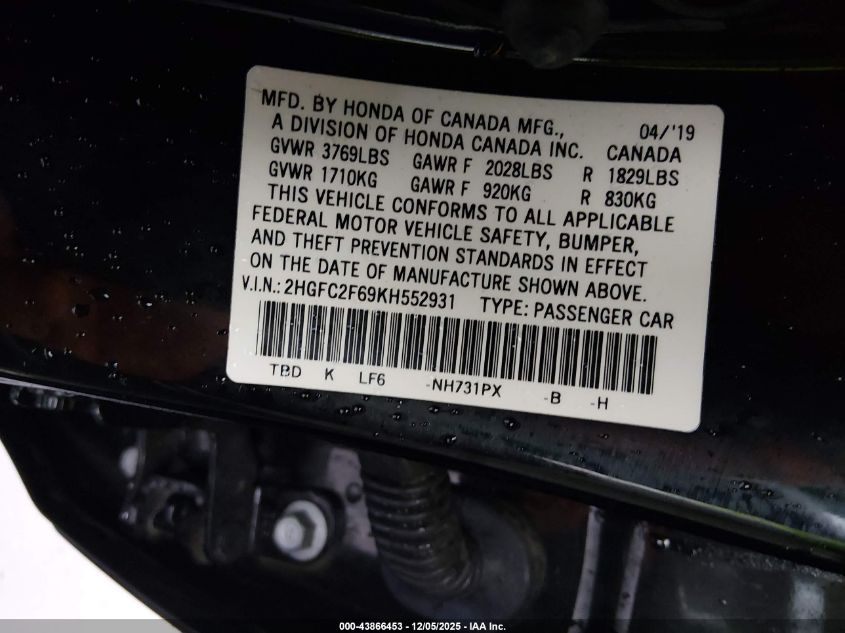 MFD. BY HONDA OF CANADA MFG., 04/'19
A DIVISION OF HONDA CANADA INC. CANADA
GVWR 3769LBS GAWR F 2028LBS R 1829LBS
GVWR 1710KG GAWR F 920KG R 830KG
THIS VEHICLE CONFORMS TO ALL APPLICABLE
FEDERAL MOTOR VEHICLE SAFETY, BUMPER,
AND THEFT PREVENTION STANDARDS IN EFFECT
ON THE DATE OF MANUFACTURE SHOWN ABOVE.
V.I.N.: 2HGFC2F69KH552931 TYPE: PASSENGER CAR
TBD K LF6 -NH731PX -B -H
000-43866453 - 12/05/2025 - IAA Inc.